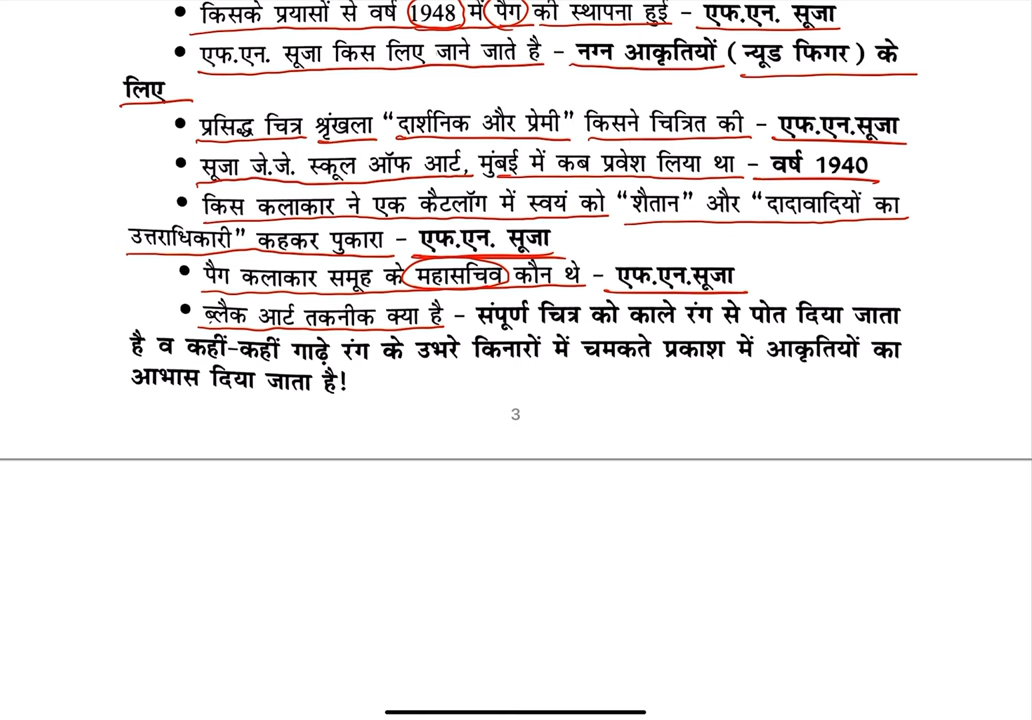 • किसके प्रयासों से वर्ष 1948 में पैग की स्थापना हुई - एफ.एन. सूजा
• एफ.एन. सूजा किस लिए जाने जाते है - नग्न आकृतियों ( न्यूड फिगर ) के
लिए
• प्रसिद्ध चित्र श्रृंखला “दार्शनिक और प्रेमी” किसने चित्रित की - एफ.एन.सूजा
• सूजा जे.जे. स्कूल ऑफ आर्ट, मुंबई में कब प्रवेश लिया था - वर्ष 1940
• किस कलाकार ने एक कैटलॉग में स्वयं को “शैतान” और “दादावादियों का
उत्तराधिकारी” कहकर पुकारा - एफ.एन. सूजा
• पैग कलाकार समूह के महासचिव कौन थे - एफ.एन.सूजा
• ब्लैक आर्ट तकनीक क्या है - संपूर्ण चित्र को काले रंग से पोत दिया जाता
है व कहीं-कहीं गाढ़े रंग के उभरे किनारों में चमकते प्रकाश में आकृतियों का
आभास दिया जाता है!
3